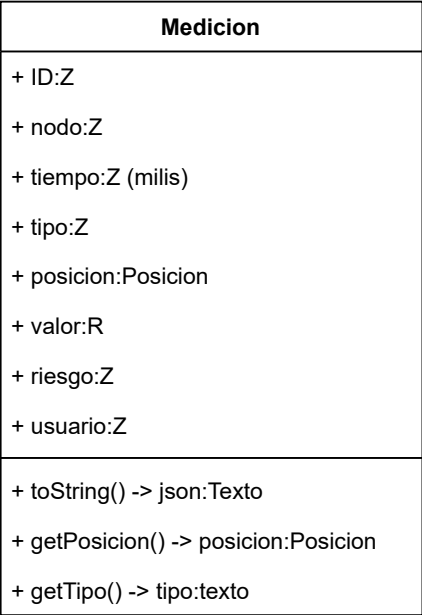 Medicion
+ ID:Z
+ nodo:Z
+ tiempo:Z (milis)
+ tipo:Z
+ posicion:Posicion
+ valor:R
+ riesgo:Z
+ usuario:Z
+ toString() -> json:Texto
+ getPosicion() -> posicion:Posicion
+ getTipo() -> tipo:texto